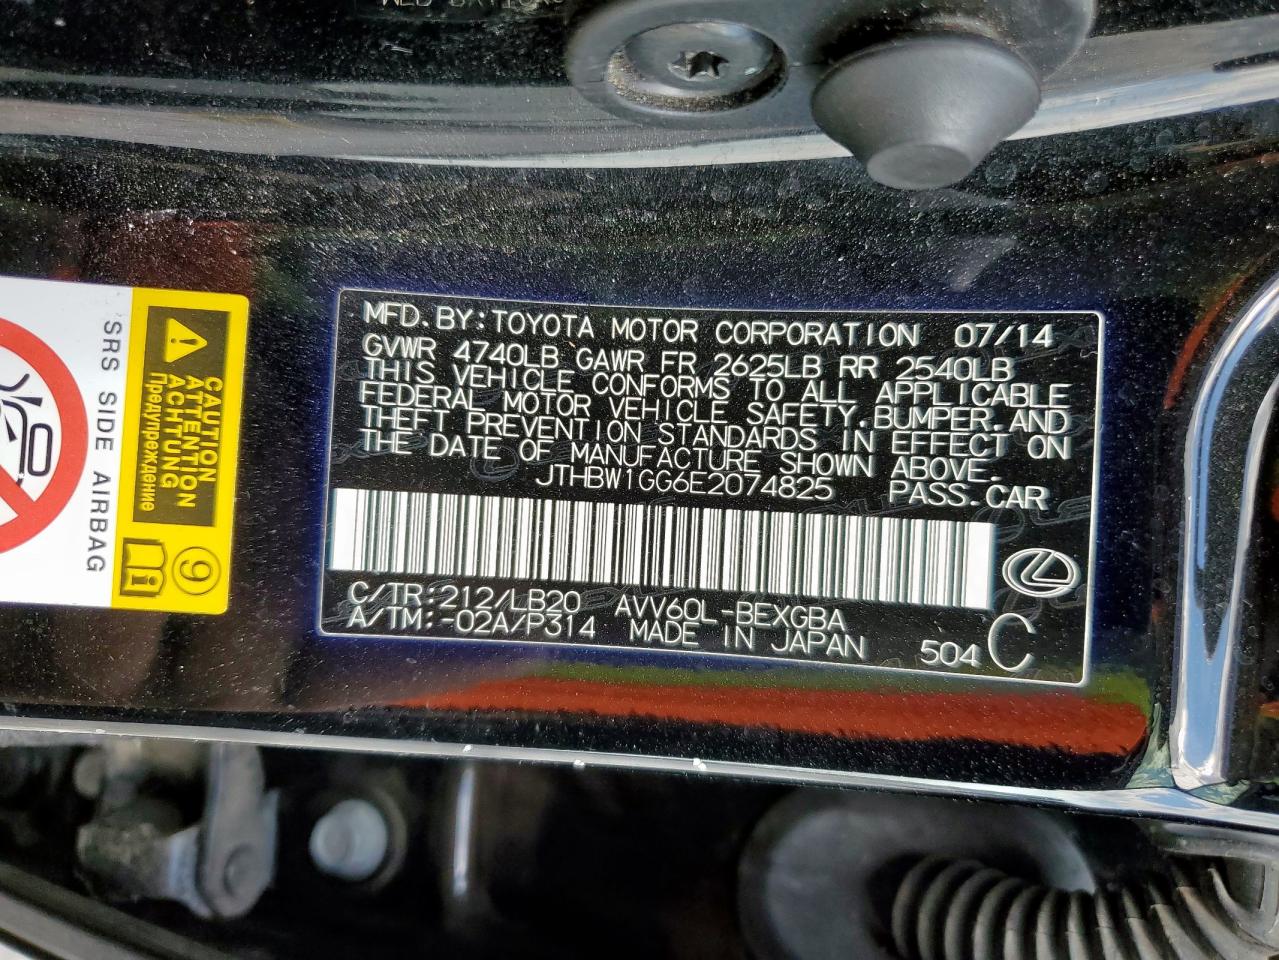 MFD.BY:TOYOTA MOTOR CORPORATION 07/14
GVWR 4740LB GAWR FR 2625LB RR 2540LB
THIS VEHICLE CONFORMS TO ALL APPLICABLE
FEDERAL MOTOR VEHICLE SAFETY,BUMPER,AND
THEFT PREVENTION STANDARDS IN EFFECT ON
THE DATE OF MANUFACTURE SHOWN ABOVE.
JTHBW1GG6E2074825 PASS.CAR
C/TR:212/LB20 AVV60L-BEXGBA
A/TM:-02A/P314 MADE IN JAPAN 504 C
CAUTION
ATTENTION
ACHTUNG
Предупреждение
9
SRS SIDE AIRBAG